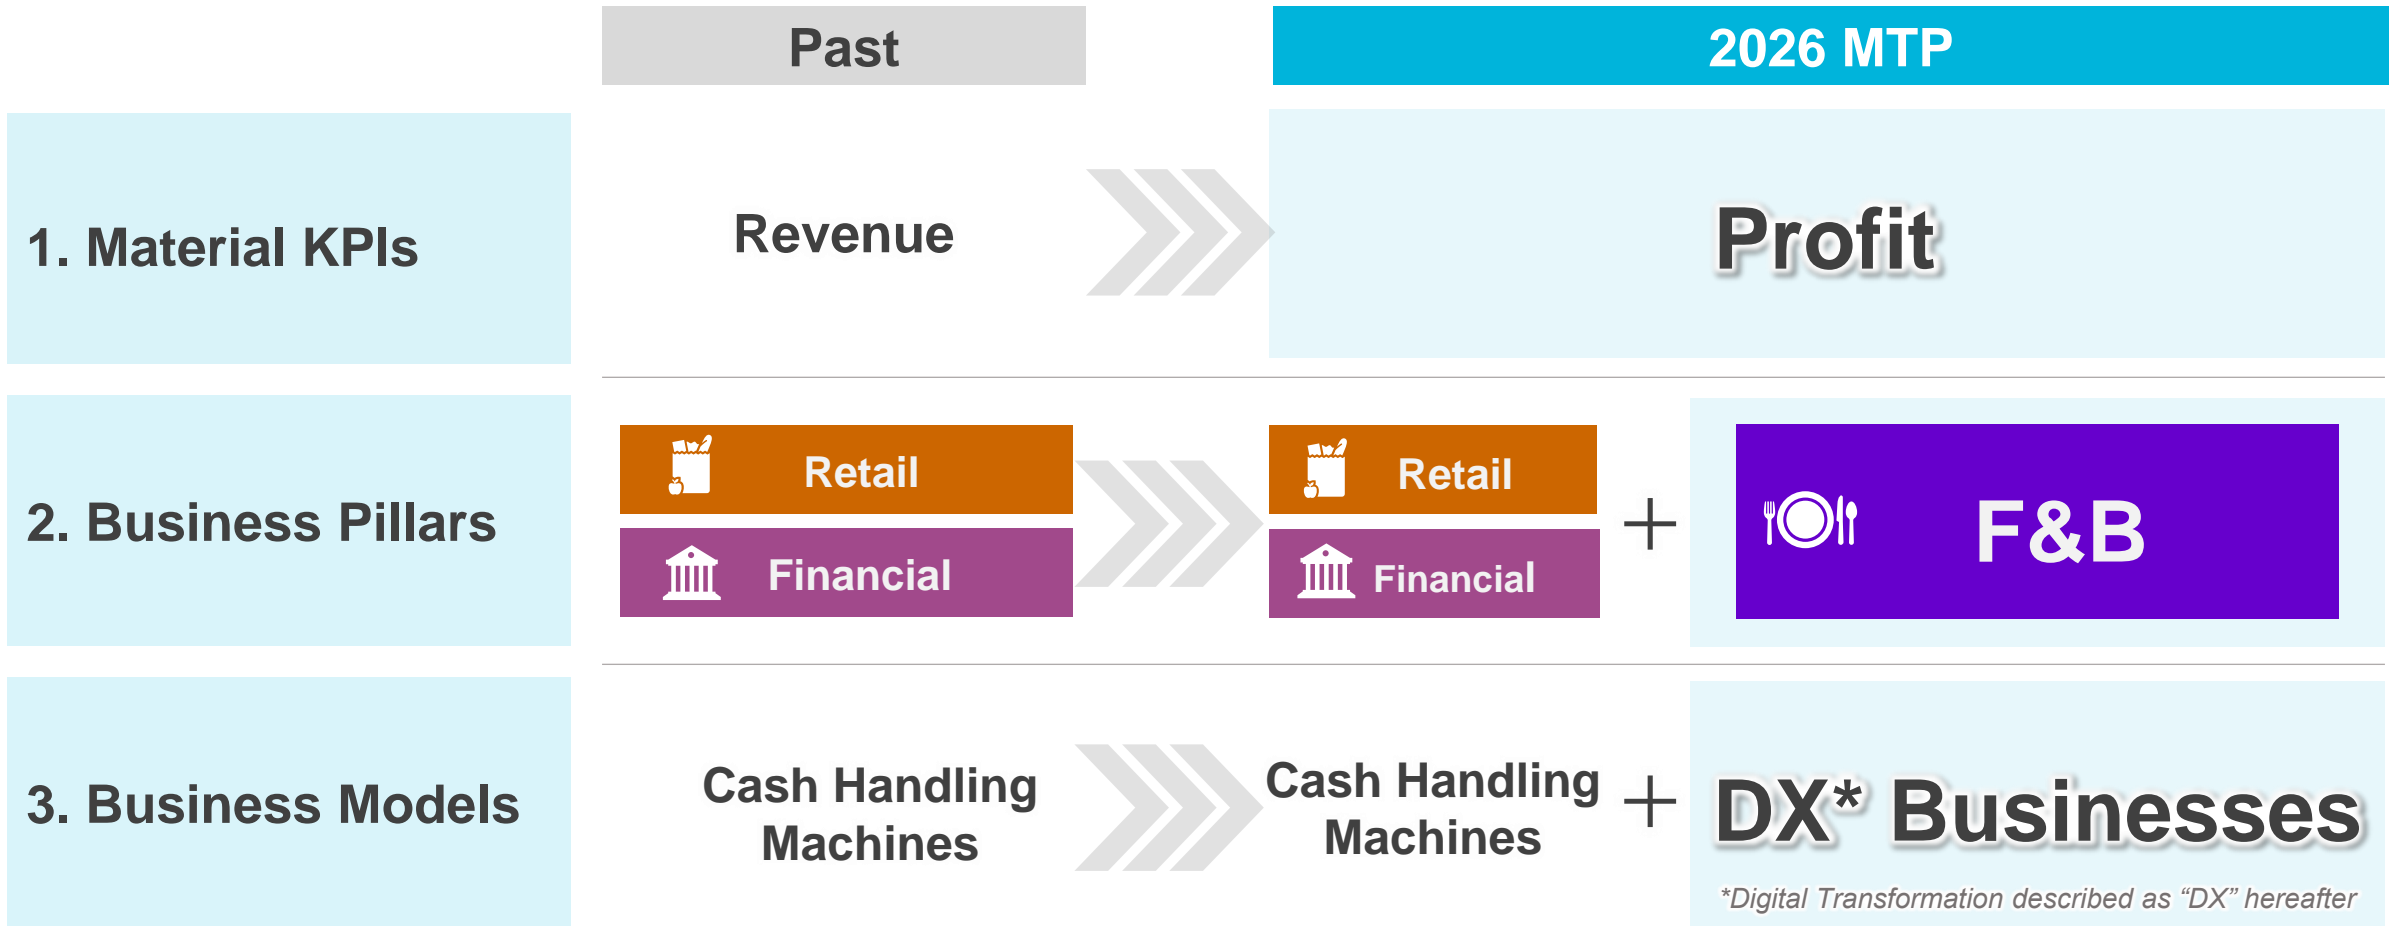 Past
2026 MTP
1. Material KPIs
Revenue
Profit
2. Business Pillars
Retail
Financial
Retail
Financial
+
F&B
3. Business Models
Cash Handling
Machines
Cash Handling
Machines
+
DX* Businesses
*Digital Transformation described as “DX” hereafter